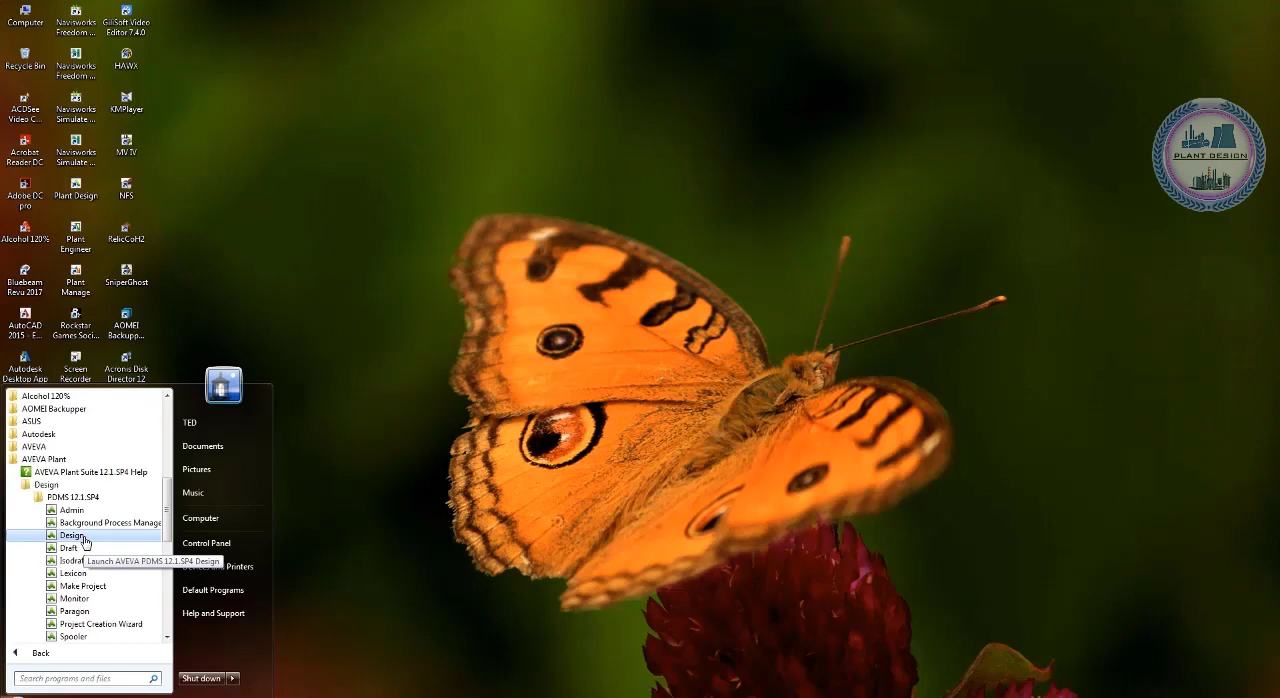 Computer
Navisworks
Freedom ...
GiliSoft Video
Editor 7.4.0
Recycle Bin
Navisworks
Freedom ...
HAWX
ACDSee
Video C...
Navisworks
Simulate ...
KMPlayer
Acrobat
Reader DC
Navisworks
Simulate ...
MV IV
Adobe DC
pro
Plant Design
NFS
Alcohol 120%
Plant
Engineer
RelicCoH2
Bluebeam
Revu 2017
Plant
Manage
SniperGhost
AutoCAD
2015 - E...
Rockstar
Games Soci...
AOMEI
Backupp...
Autodesk
Desktop App
Screen
Recorder
Acronis Disk
Director 12
PLANT DESIGN
Alcohol 120%
AOMEI Backupper
ASUS
Autodesk
AVEVA
AVEVA Plant
AVEVA Plant Suite 12.1.SP4 Help
Design
PDMS 12.1.SP4
Admin
Background Process Manage
Design
Draft
Isodraf
Launch AVEVA PDMS 12.1.SP4 Design
Lexicon
Make Project
Monitor
Paragon
Project Creation Wizard
Spooler
Back
Search programs and files
TED
Documents
Pictures
Music
Computer
Control Panel
and Printers
Default Programs
Help and Support
Shut down